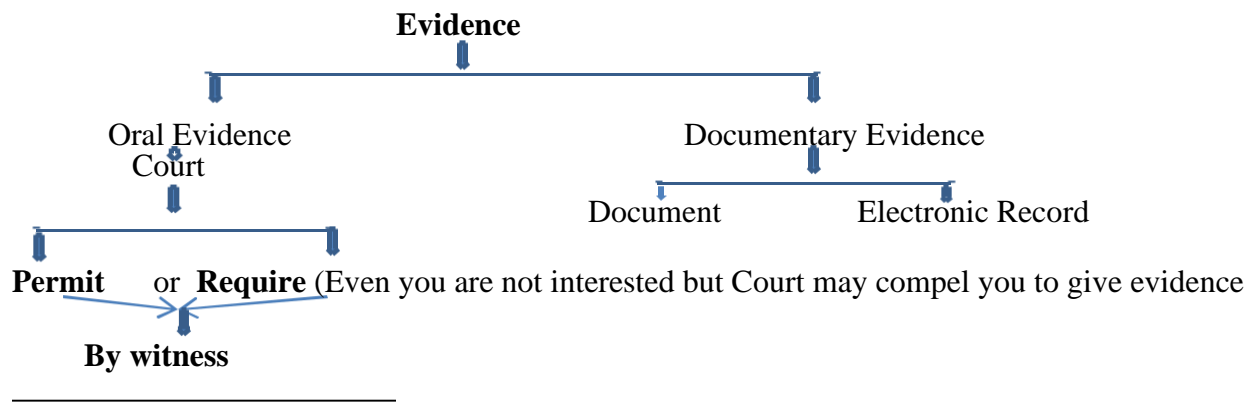 Evidence
Oral Evidence Documentary Evidence
Court
Document Electronic Record
Permit or Require (Even you are not interested but Court may compel you to give evidence
By witness